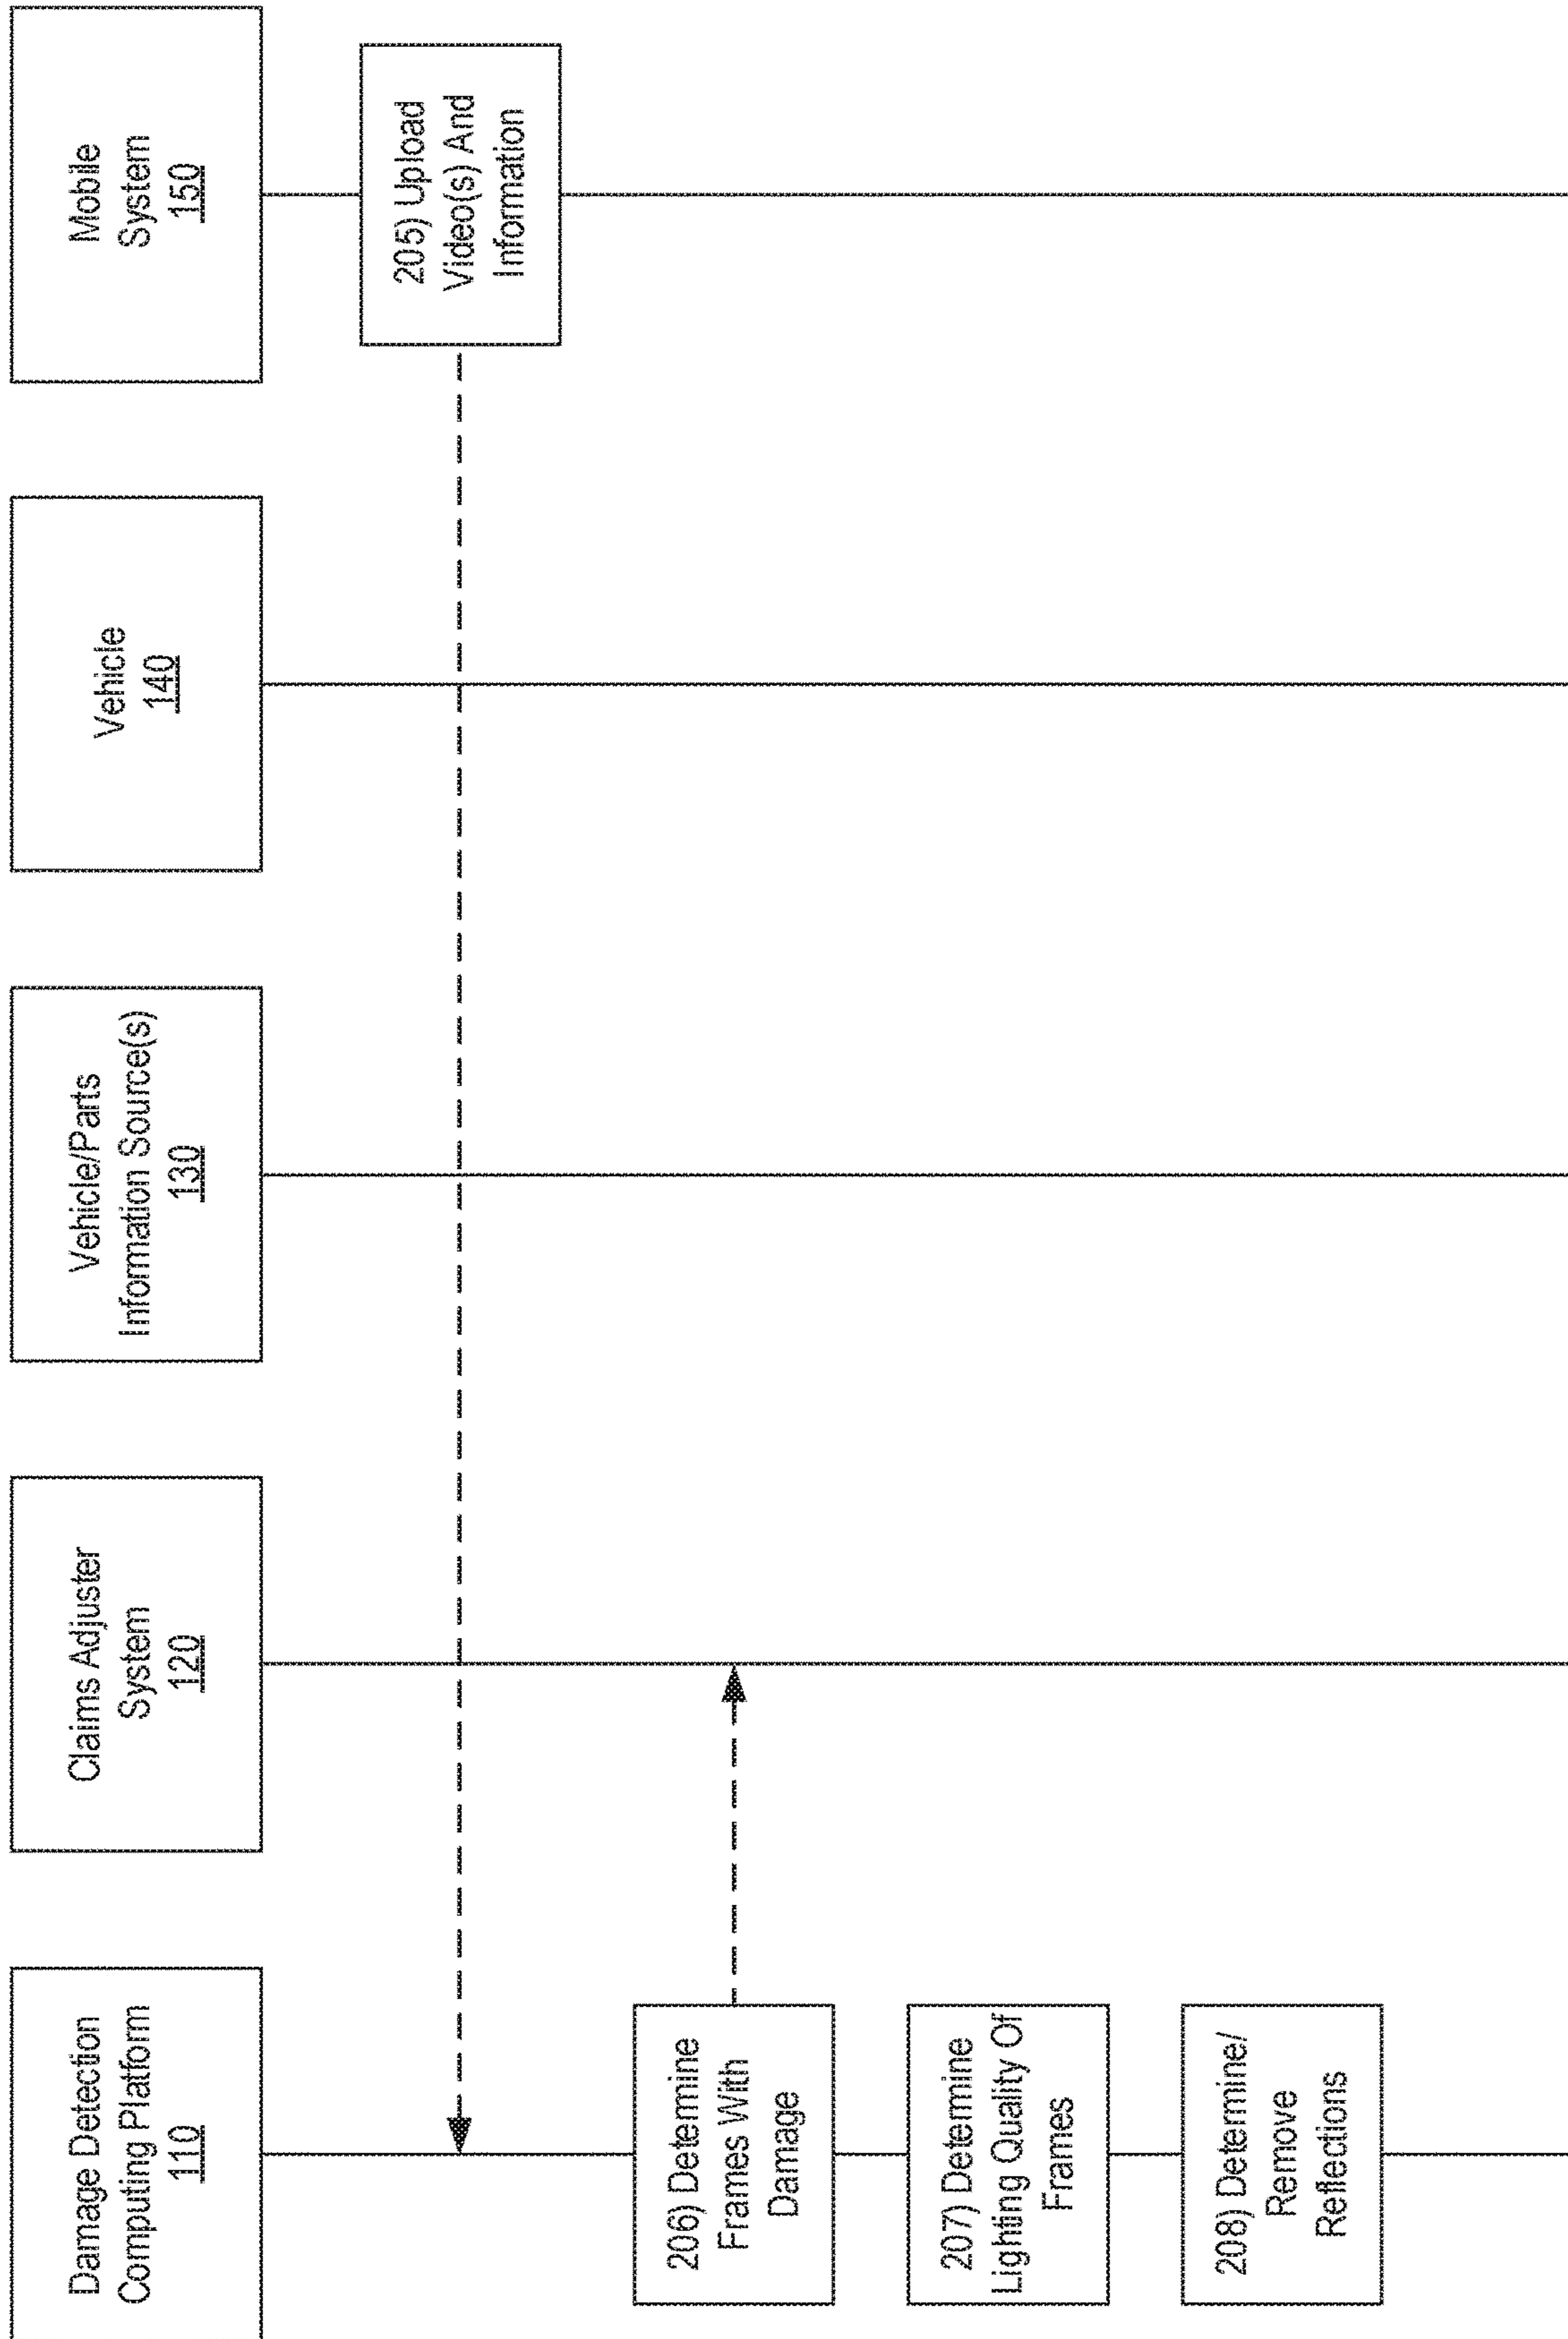 Damage Detection
Computing Platform
110
Claims Adjuster
System
120
Vehicle/Parts
Information Source(s)
130
Vehicle
140
Mobile
System
150
205) Upload
Video(s) And
Information
206) Determine
Frames With
Damage
207) Determine
Lighting Quality Of
Frames
208) Determine/
Remove
Reflections